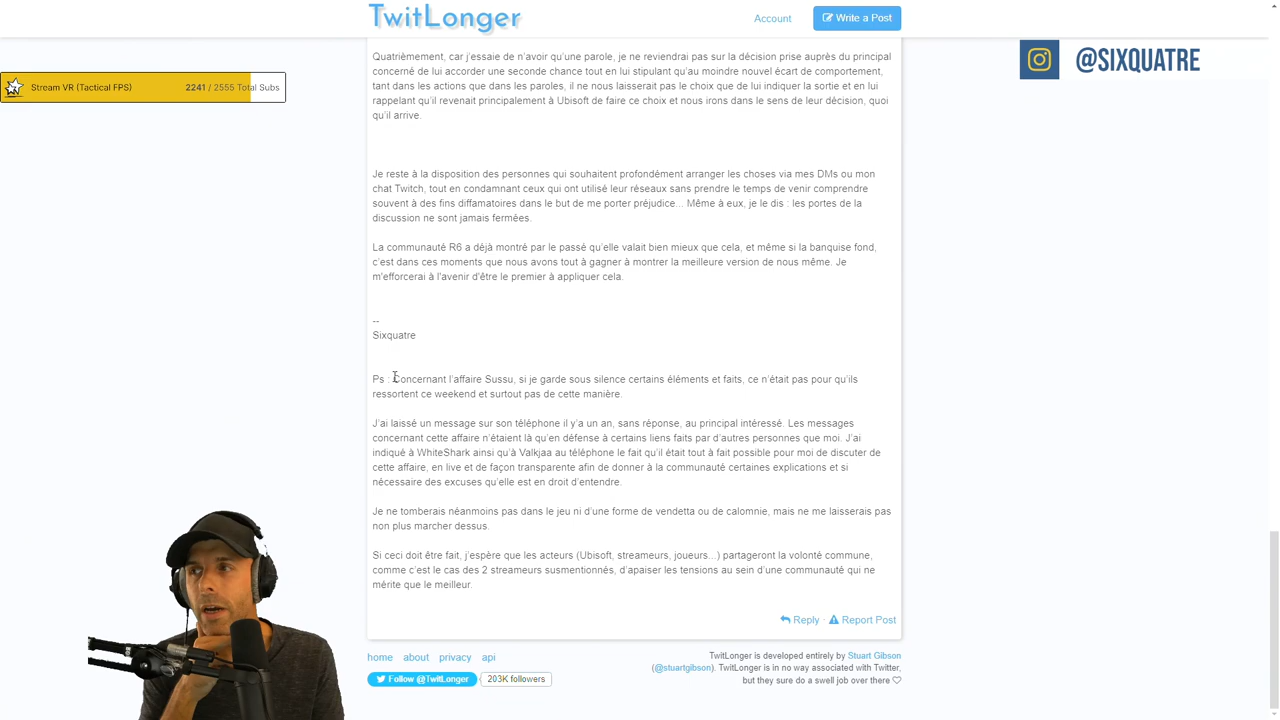 TwitLonger
Account
Write a Post
@SIXQUATRE
Stream VR (Tactical FPS)
2241 / 2555 Total Subs
Quatrièmement, car j'essaie de n'avoir qu'une parole, je ne reviendrai pas sur la décision prise auprès du principal
concerné de lui accorder une seconde chance tout en lui stipulant qu'au moindre nouvel écart de comportement,
tant dans les actions que dans les paroles, il ne nous laisserait pas le choix que de lui indiquer la sortie et en lui
rappelant qu'il revenait principalement à Ubisoft de faire ce choix et nous irons dans le sens de leur décision, quoi
qu'il arrive.
Je reste à la disposition des personnes qui souhaitent profondément arranger les choses via mes DMs ou mon
chat Twitch, tout en condamnant ceux qui ont utilisé leur réseaux sans prendre le temps de venir comprendre
souvent à des fins diffamatoires dans le but de me porter préjudice... Même à eux, je le dis : les portes de la
discussion ne sont jamais fermées.
La communauté R6 a déjà montré par le passé qu'elle valait bien mieux que cela, et même si la banquise fond,
c'est dans ces moments que nous avons tout à gagner à montrer la meilleure version de nous même. Je
m'efforcerai à l'avenir d'être le premier à appliquer cela.
--
Sixquatre
Ps : Concernant l'affaire Sussu, si je garde sous silence certains éléments et faits, ce n'était pas pour qu'ils
ressortent ce weekend et surtout pas de cette manière.
J'ai laissé un message sur son téléphone il y'a un an, sans réponse, au principal intéressé. Les messages
concernant cette affaire n'étaient là qu'en défense à certains liens faits par d'autres personnes que moi. J'ai
indiqué à WhiteShark ainsi qu'à Valkjaa au téléphone le fait qu'il était tout à fait possible pour moi de discuter de
cette affaire, en live et de façon transparente afin de donner à la communauté certaines explications et si
nécessaire des excuses qu'elle est en droit d'entendre.
Je ne tomberais néanmoins pas dans le jeu ni d'une forme de vendetta ou de calomnie, mais ne me laisserais pas
non plus marcher dessus.
Si ceci doit être fait, j'espère que les acteurs (Ubisoft, streameurs, joueurs...) partageront la volonté commune,
comme c'est le cas des 2 streameurs susmentionnés, d'apaiser les tensions au sein d'une communauté qui ne
mérite que le meilleur.
Reply · Report Post
home about privacy api
Follow @TwitLonger 203K followers
TwitLonger is developed entirely by Stuart Gibson
(@stuartgibson). TwitLonger is in no way associated with Twitter,
but they sure do a swell job over there